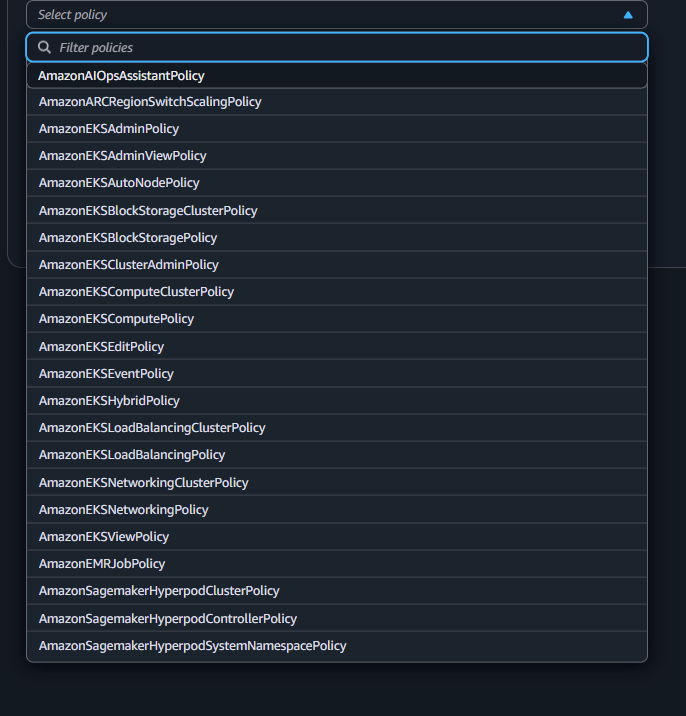 Select policy
Filter policies
AmazonAIOpsAssistantPolicy
AmazonARCRegionSwitchScalingPolicy
AmazonEKSAdminPolicy
AmazonEKSAdminViewPolicy
AmazonEKSAutoNodePolicy
AmazonEKSBlockStorageClusterPolicy
AmazonEKSBlockStoragePolicy
AmazonEKSClusterAdminPolicy
AmazonEKSComputeClusterPolicy
AmazonEKSComputePolicy
AmazonEKSEditPolicy
AmazonEKSEventPolicy
AmazonEKSHybridPolicy
AmazonEKSLoadBalancingClusterPolicy
AmazonEKSLoadBalancingPolicy
AmazonEKSNetworkingClusterPolicy
AmazonEKSNetworkingPolicy
AmazonEKSViewPolicy
AmazonEMRJobPolicy
AmazonSagemakerHyperpodClusterPolicy
AmazonSagemakerHyperpodControllerPolicy
AmazonSagemakerHyperpodSystemNamespacePolicy